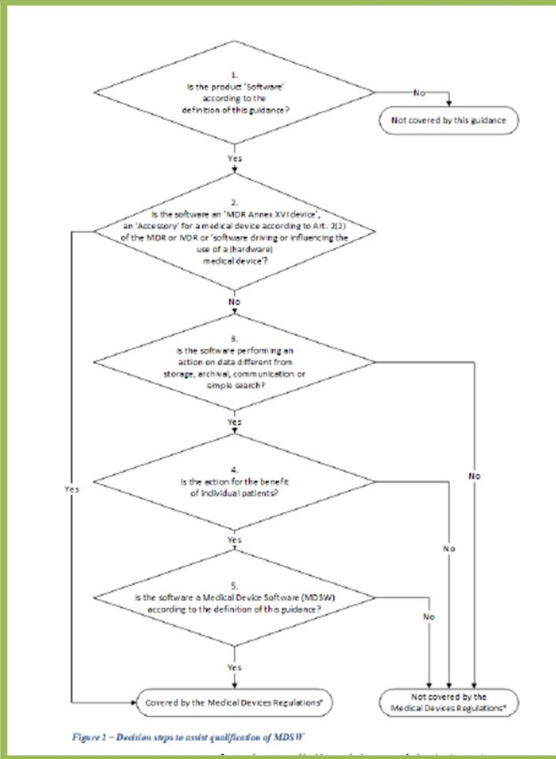 1.
Is the product 'Software'
according to the
definition of this guidance?
No
Not covered by this guidance
Yes
2.
Is the software an 'MDR Annex XVI device',
an 'Accessory' for a medical device according to Art. 2(2)
of the MDR or IVDR or 'software driving or influencing the
use of a (hardware)
medical device'?
No
3.
Is the software performing an
action on data different from
storage, archival, communication or
simple search?
Yes
4.
Is the action for the benefit
of individual patients?
No
Yes
No
Yes
5.
Is the software a Medical Device Software (MDSW)
according to the definition of this guidance?
No
Yes
Covered by the Medical Devices Regulations*
Not covered by the
Medical Devices Regulations*
Figure 1 – Decision steps to assist qualification of MDSW